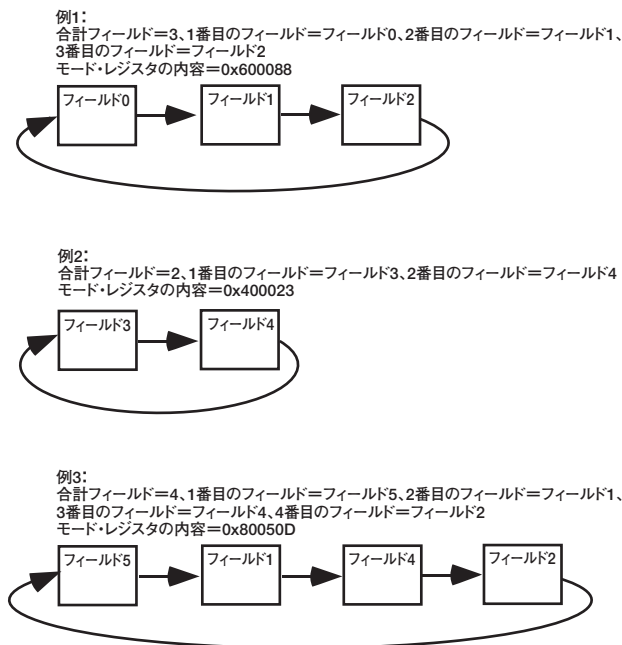 例1：
合計フィールド＝3、1番目のフィールド＝フィールド0、2番目のフィールド＝フィールド1、
3番目のフィールド＝フィールド2
モード・レジスタの内容＝0x600088
フィールド0 フィールド1 フィールド2
例2：
合計フィールド＝2、1番目のフィールド＝フィールド3、2番目のフィールド＝フィールド4
モード・レジスタの内容＝0x400023
フィールド3 フィールド4
例3：
合計フィールド＝4、1番目のフィールド＝フィールド5、2番目のフィールド＝フィールド1、
3番目のフィールド＝フィールド4、4番目のフィールド＝フィールド2
モード・レジスタの内容＝0x80050D
フィールド5 フィールド1 フィールド4 フィールド2